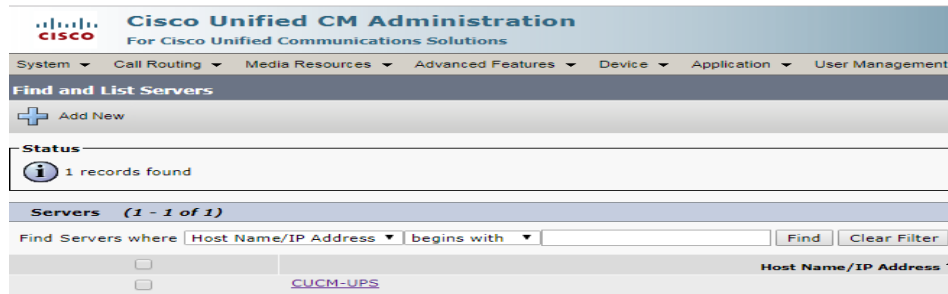 Cisco Unified CM Administration
CISCO
For Cisco Unified Communications Solutions
System Call Routing Media Resources Advanced Features Device Application User Management
Find and List Servers
Add New
Status
1 records found
Servers (1 - 1 of 1)
Find Servers where Host Name/IP Address begins with Find Clear Filter
Host Name/IP Address
CUCM-UPS